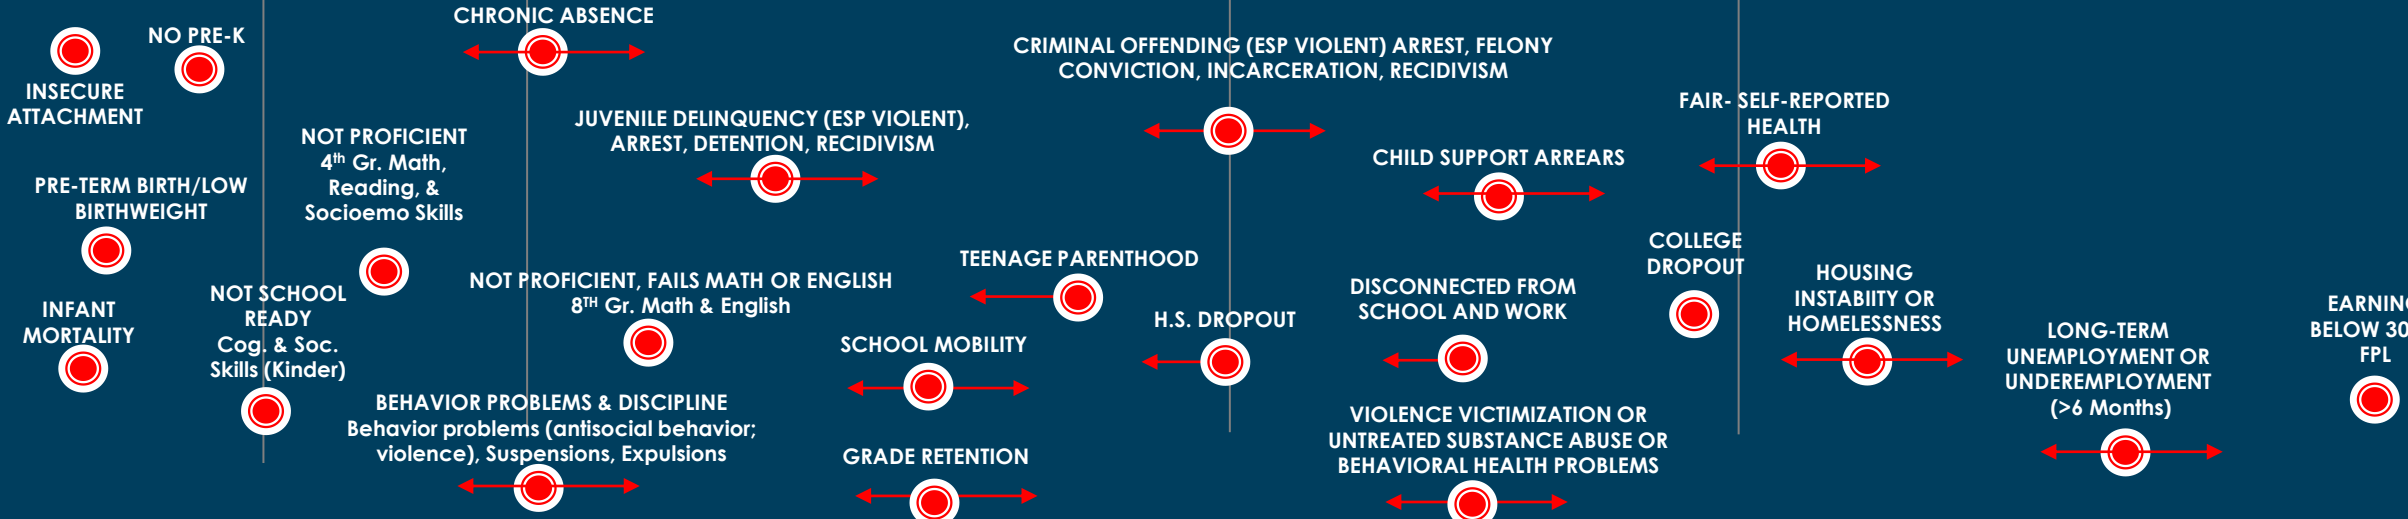 CHRONIC ABSENCE
NO PRE-K
INSECURE
ATTACHMENT
CRIMINAL OFFENDING (ESP VIOLENT) ARREST, FELONY
CONVICTION, INCARCERATION, RECIDIVISM
FAIR- SELF-REPORTED
HEALTH
JUVENILE DELINQUENCY (ESP VIOLENT),
ARREST, DETENTION, RECIDIVISM
NOT PROFICIENT
4th Gr. Math,
Reading, &
Socioemo Skills
CHILD SUPPORT ARREARS
PRE-TERM BIRTH/LOW
BIRTHWEIGHT
COLLEGE
DROPOUT
TEENAGE PARENTHOOD
NOT PROFICIENT, FAILS MATH OR ENGLISH
8TH Gr. Math & English
HOUSING
INSTABIITY OR
HOMELESSNESS
DISCONNECTED FROM
SCHOOL AND WORK
NOT SCHOOL
READY
Cog. & Soc.
Skills (Kinder)
INFANT
MORTALITY
H.S. DROPOUT
EARNING
BELOW 30
FPL
LONG-TERM
UNEMPLOYMENT OR
UNDEREMPLOYMENT
(>6 Months)
SCHOOL MOBILITY
BEHAVIOR PROBLEMS & DISCIPLINE
Behavior problems (antisocial behavior;
violence), Suspensions, Expulsions
VIOLENCE VICTIMIZATION OR
UNTREATED SUBSTANCE ABUSE OR
BEHAVIORAL HEALTH PROBLEMS
GRADE RETENTION